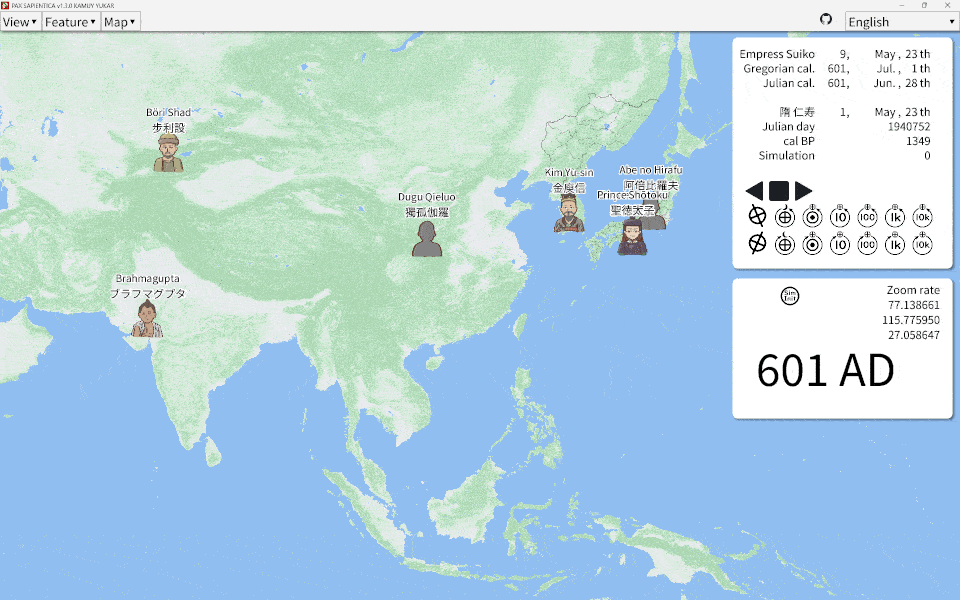 PAX SAPIENTICA v1.3.0 KAMUY YUKAR
View ▾ Feature ▾ Map ▾
English ▾
Empress Suiko 9, May , 23 th
Gregorian cal. 601, Jul. , 1 th
Julian cal. 601, Jun. , 28 th
隋 仁寿 1, May , 23 th
Julian day 1940752
cal BP 1349
Simulation 0
10 100 1k 10k
10 100 1k 10k
Sim Init
Zoom rate
77.138661
115.775950
27.058647
601 AD
Böri Shad
步利設
Dugu Qieluo
獨孤伽羅
Kim Yu-sin
金庾信
Abe no Hirafu
阿倍比羅夫
Prince Shōtoku
聖徳太子
Brahmagupta
ブラフマグプタ